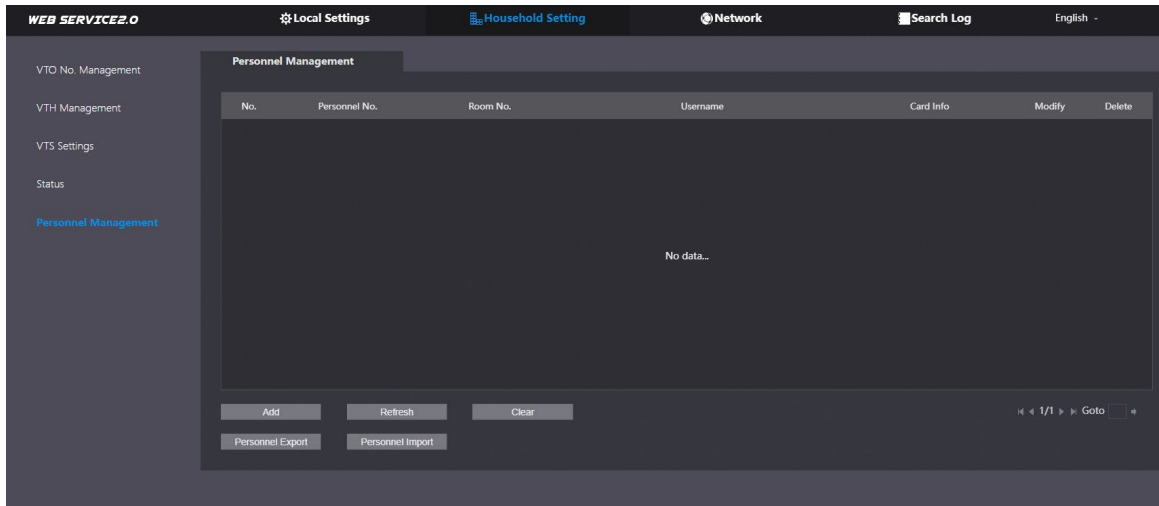 WEB SERVICE2.0 Local Settings Household Setting Network Search Log English
VTO No. Management
VTH Management
VTS Settings
Status
Personnel Management
Personnel Management
No. Personnel No. Room No. Username Card Info Modify Delete
No data...
Add Refresh Clear 1/1 Goto
Personnel Export Personnel Import